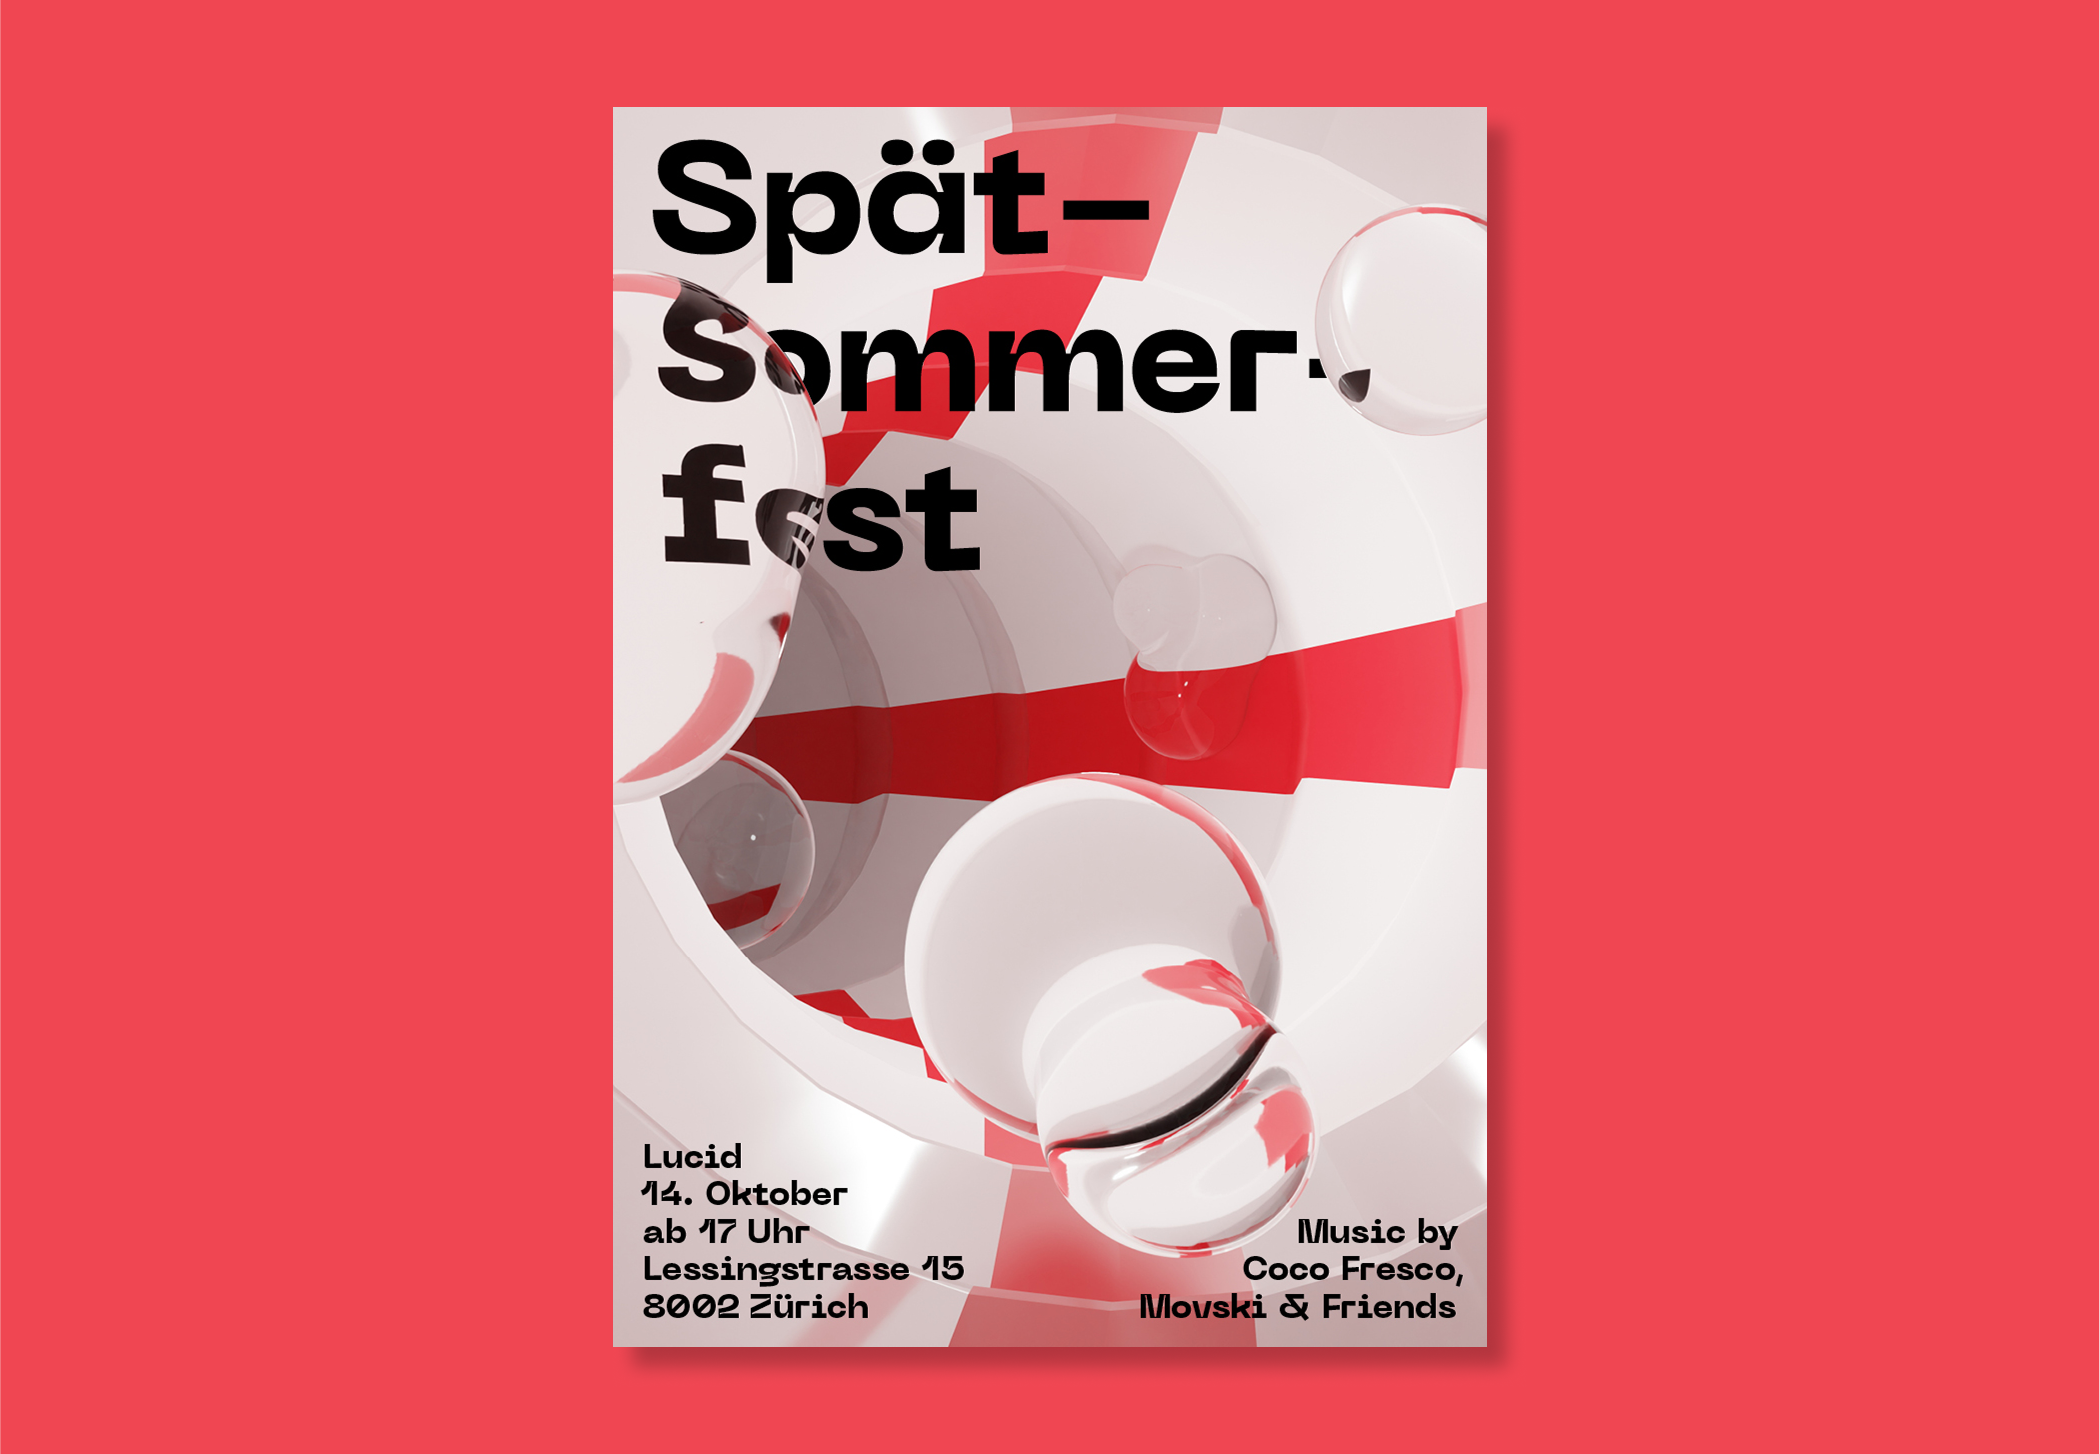 Spät–
sommer-
fest
Lucid
14. Oktober
ab 17 Uhr
Lessingstrasse 15
8002 Zürich
Music by
Coco Fresco,
Movski & Friends